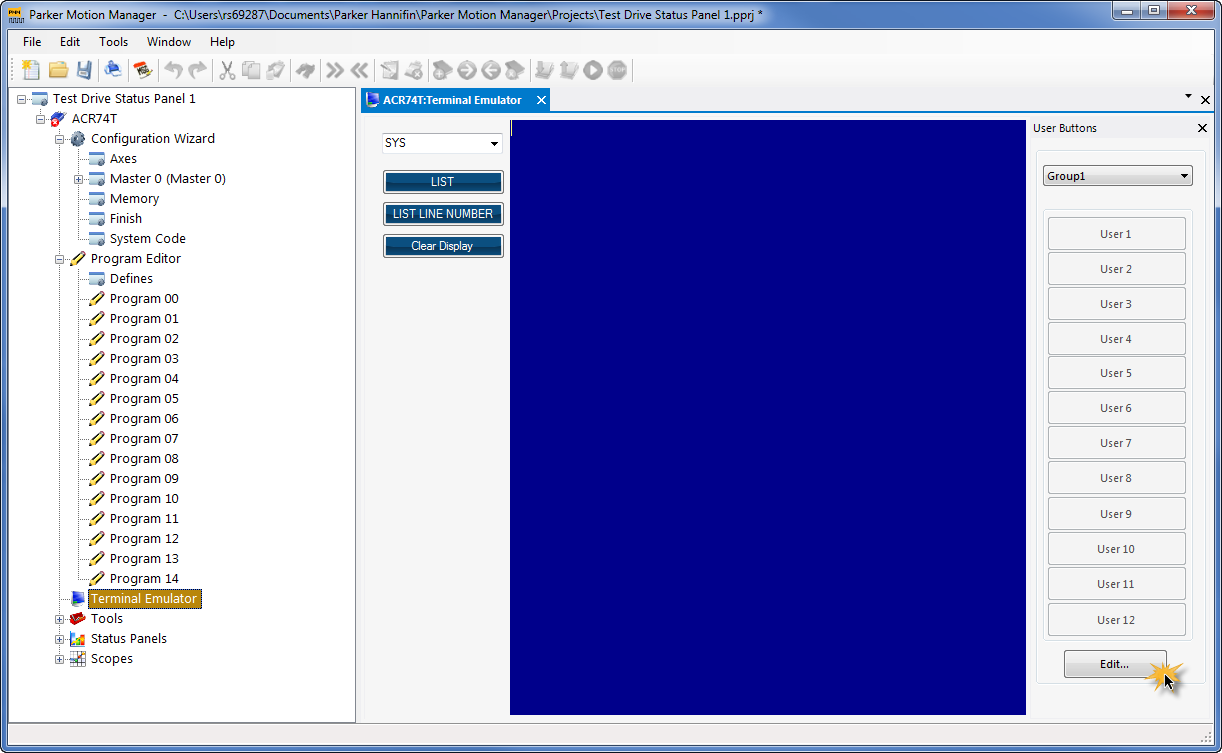 Parker Motion Manager - C:\Users\rs69287\Documents\Parker Hannifin\Parker Motion Manager\Projects\Test Drive Status Panel 1.pprj *
File Edit Tools Window Help
Test Drive Status Panel 1
ACR74T
Configuration Wizard
Axes
Master 0 (Master 0)
Memory
Finish
System Code
Program Editor
Defines
Program 00
Program 01
Program 02
Program 03
Program 04
Program 05
Program 06
Program 07
Program 08
Program 09
Program 10
Program 11
Program 12
Program 13
Program 14
Terminal Emulator
Tools
Status Panels
Scopes
ACR74T:Terminal Emulator
SYS
LIST
LIST LINE NUMBER
Clear Display
User Buttons
Group1
User 1
User 2
User 3
User 4
User 5
User 6
User 7
User 8
User 9
User 10
User 11
User 12
Edit...